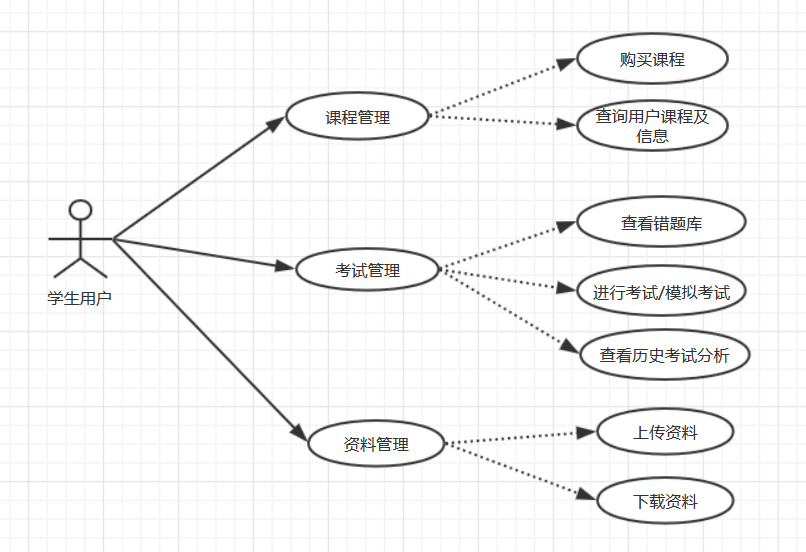 购买课程
课程管理
查询用户课程及
信息
查看错题库
学生用户
考试管理
进行考试/模拟考试
查看历史考试分析
资料管理
上传资料
下载资料